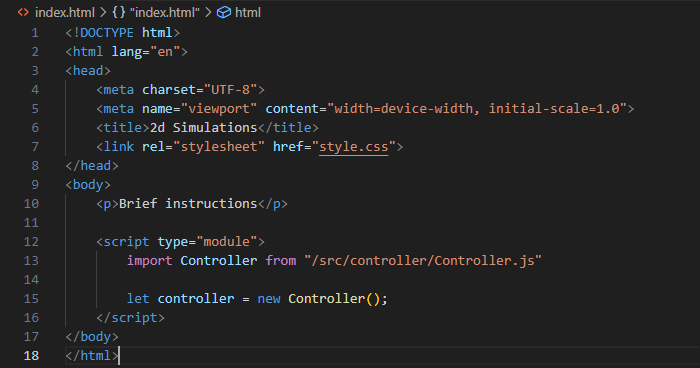 index.html > {} "index.html" > html
1 <!DOCTYPE html>
2 <html lang="en">
3 <head>
4     <meta charset="UTF-8">
5     <meta name="viewport" content="width=device-width, initial-scale=1.0">
6     <title>2d Simulations</title>
7     <link rel="stylesheet" href="style.css">
8 </head>
9 <body>
10     <p>Brief instructions</p>
11
12     <script type="module">
13         import Controller from "/src/controller/Controller.js"
14
15         let controller = new Controller();
16     </script>
17 </body>
18 </html>